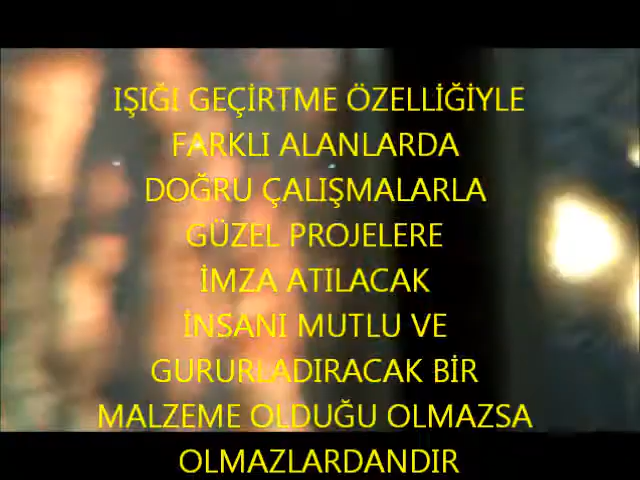 IŞIĞI GEÇİRTME ÖZELLİĞİYLE
FARKLI ALANLARDA
DOĞRU ÇALIŞMALARLA
GÜZEL PROJELERE
İMZA ATILACAK
İNSANI MUTLU VE
GURURLADIRACAK BİR
MALZEME OLDUĞU OLMAZSA
OLMAZLARDANDIR